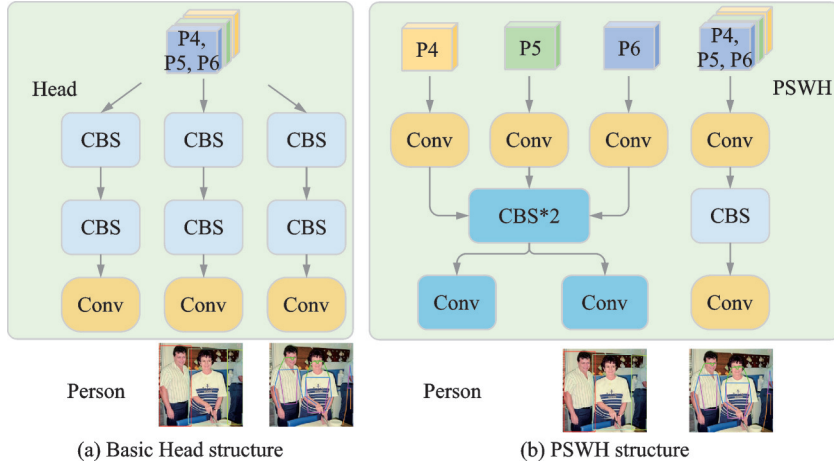 P4,
P5, P6
Head
CBS CBS CBS
CBS CBS CBS
Conv Conv Conv
Person
(a) Basic Head structure
P4 P5 P6 P4,
P5, P6
PSWH
Conv Conv Conv Conv
CBS*2 CBS
Conv Conv Conv
Person
(b) PSWH structure